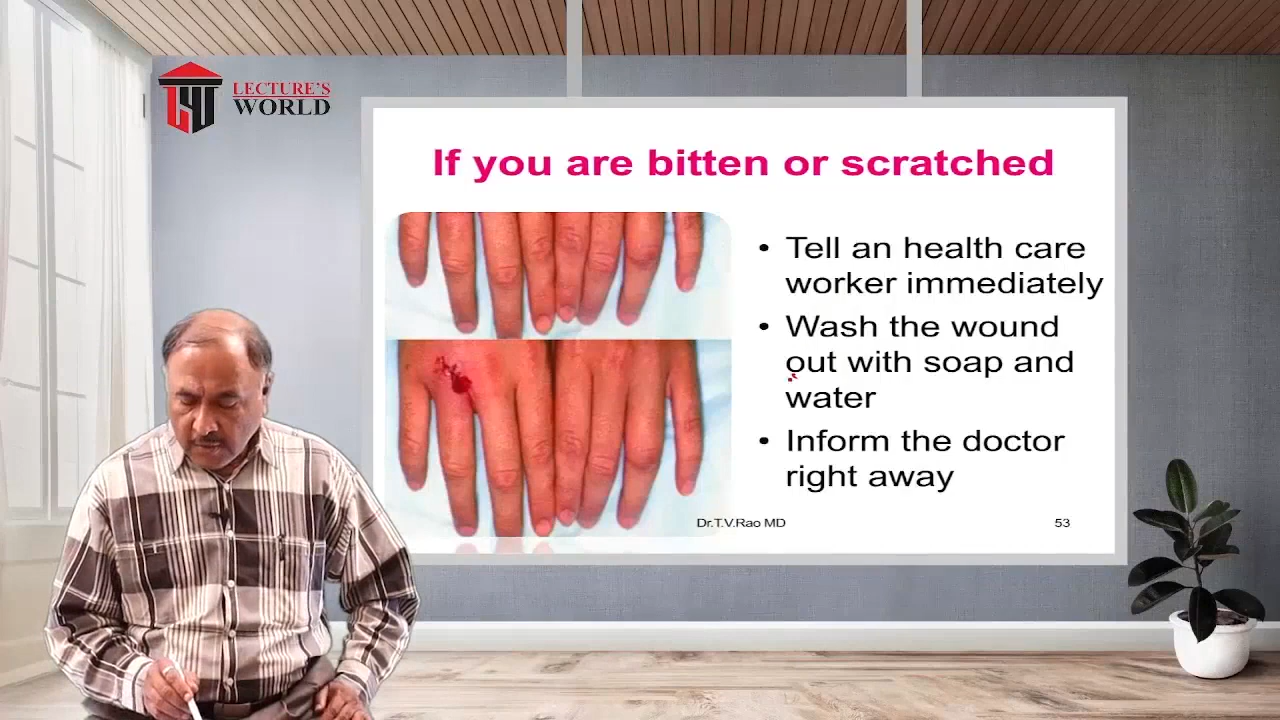 LECTURE'S
WORLD
If you are bitten or scratched
• Tell an health care
worker immediately
• Wash the wound
out with soap and
water
• Inform the doctor
right away
Dr.T.V.Rao MD
53